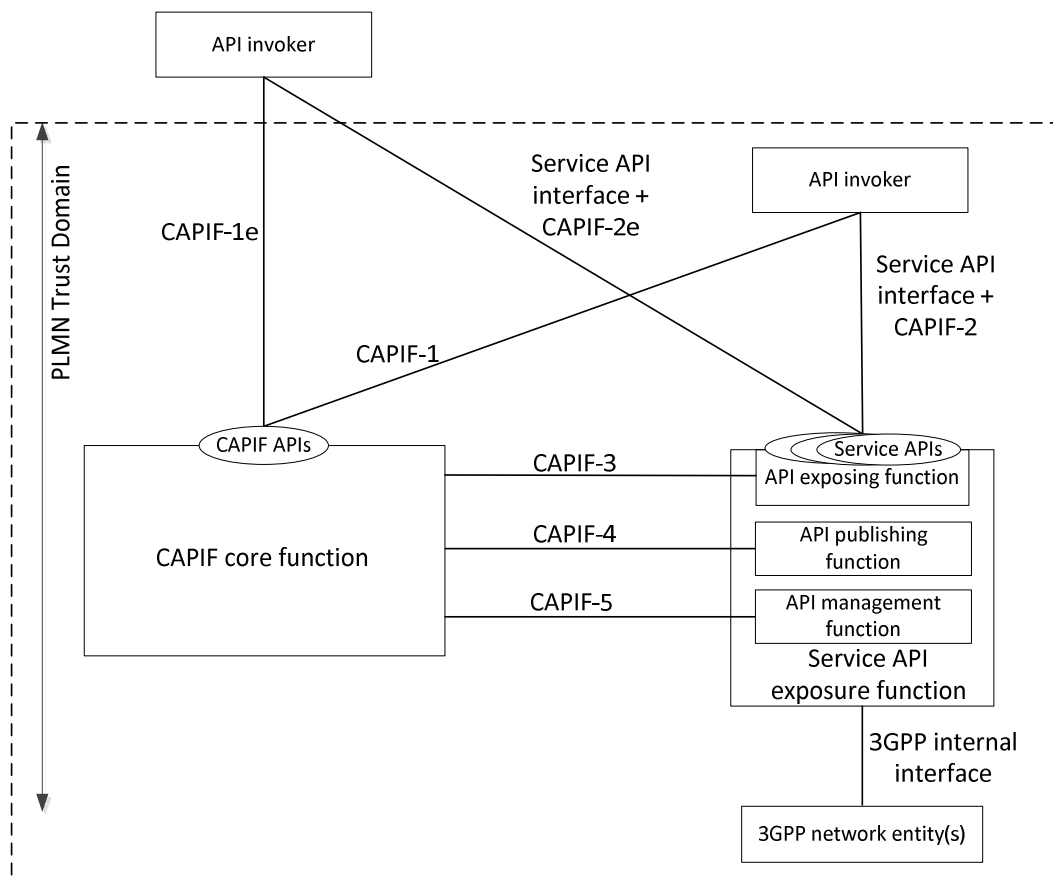 API invoker
PLMN Trust Domain
Service API
interface +
CAPIF-2e
API invoker
CAPIF-1e
Service API
interface +
CAPIF-2
CAPIF-1
CAPIF APIs
Service APIs
CAPIF-3
API exposing function
CAPIF core function
CAPIF-4
API publishing
function
CAPIF-5
API management
function
Service API
exposure function
3GPP internal
interface
3GPP network entity(s)